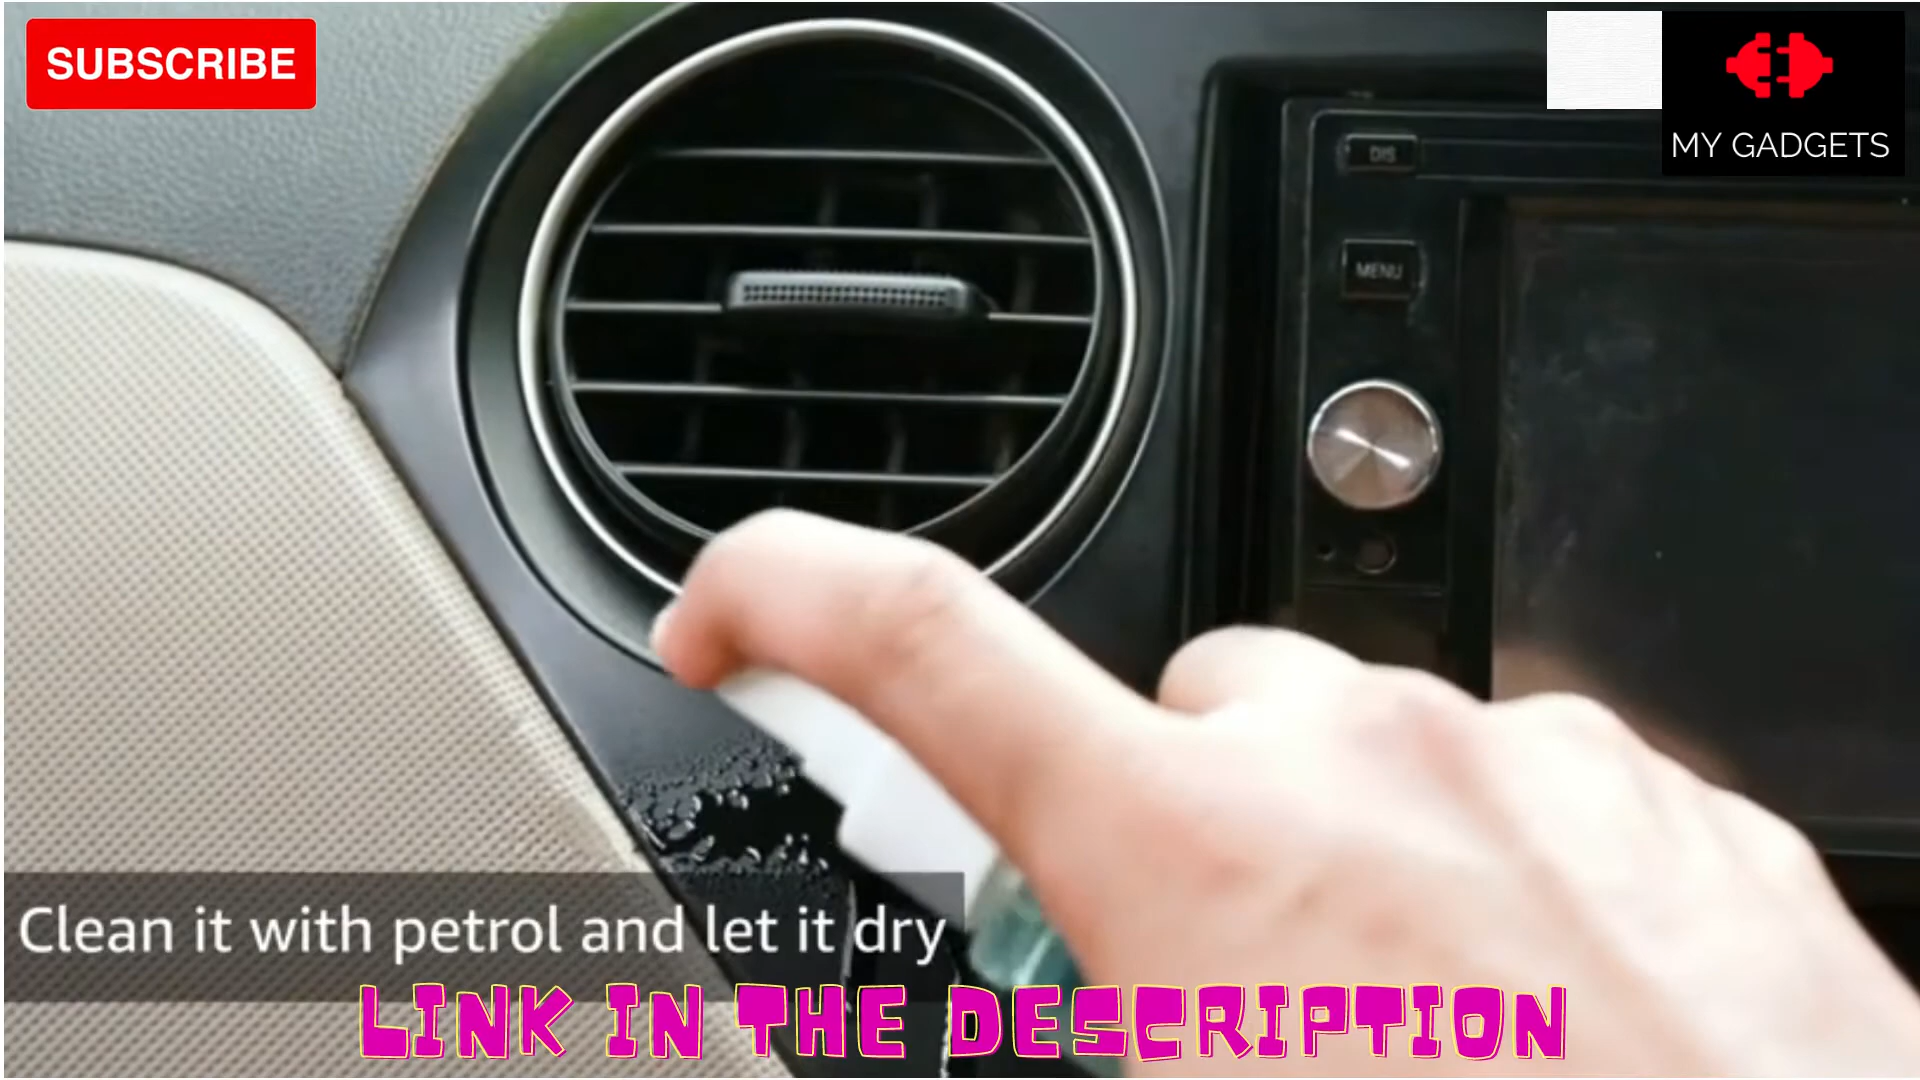 SUBSCRIBE
MY GADGETS
DIS
MENU
Clean it with petrol and let it dry
LINK IN THE DESCRIPTION